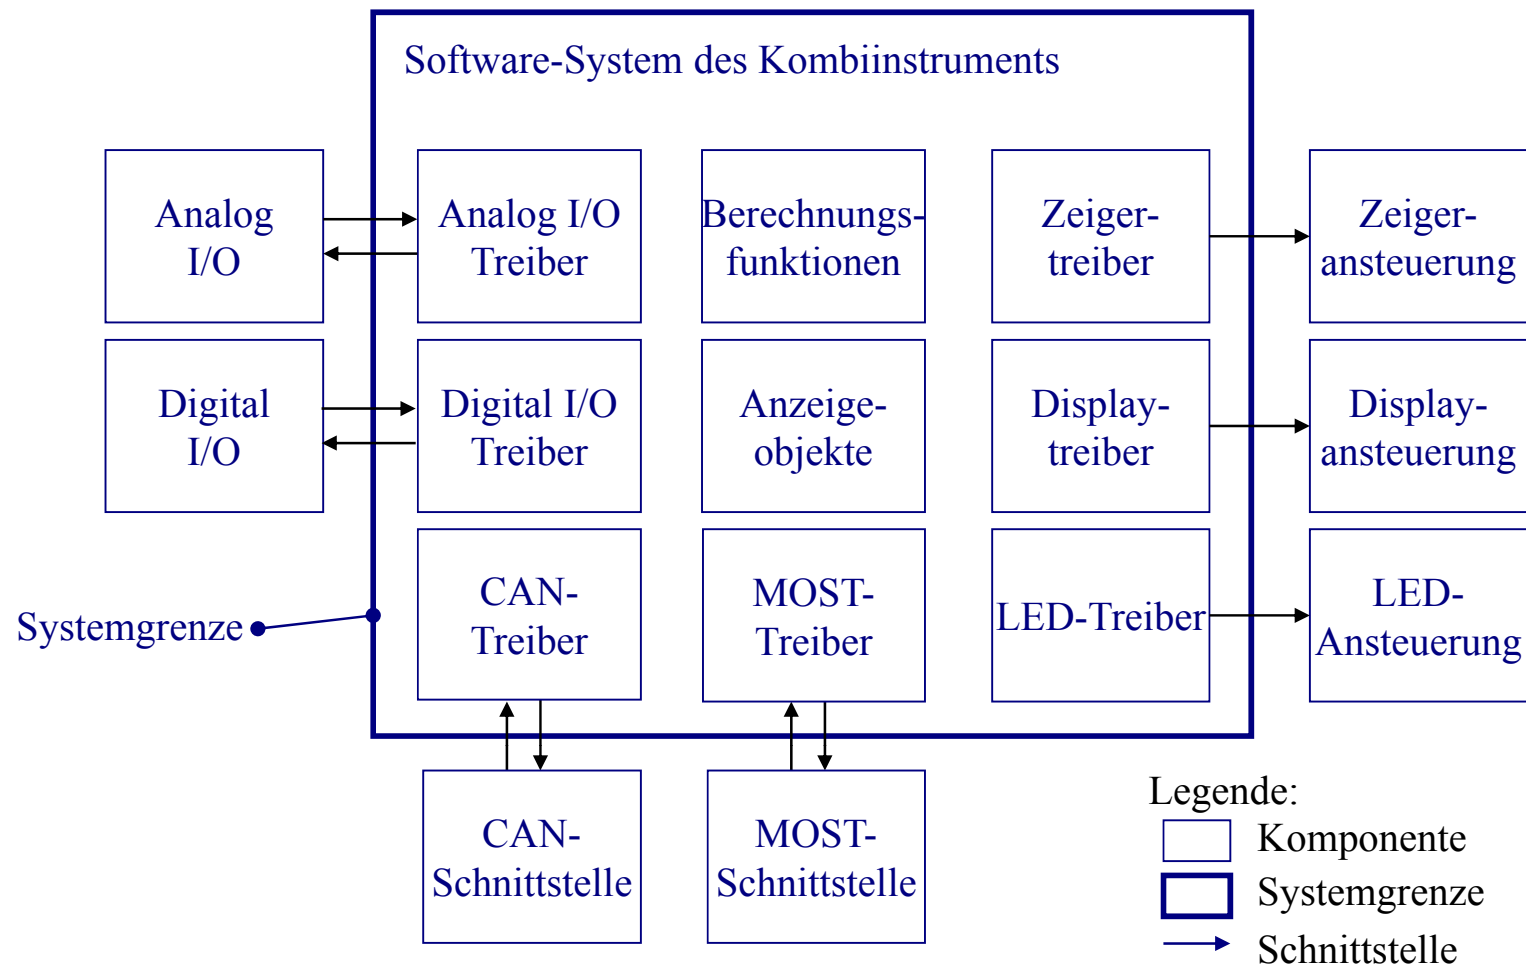 Software-System des Kombiinstruments
Analog
I/O
Analog I/O
Treiber
Berechnungs-
funktionen
Zeiger-
treiber
Zeiger-
ansteuerung
Digital
I/O
Digital I/O
Treiber
Anzeige-
objekte
Display-
treiber
Display-
ansteuerung
Systemgrenze
CAN-
Treiber
MOST-
Treiber
LED-Treiber
LED-
Ansteuerung
CAN-
Schnittstelle
MOST-
Schnittstelle
Legende:
Komponente
Systemgrenze
Schnittstelle